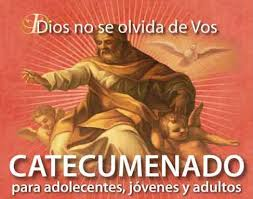 Dios no se olvida de Vos
CATECUMENADO
para adolecentes, jóvenes y adultos